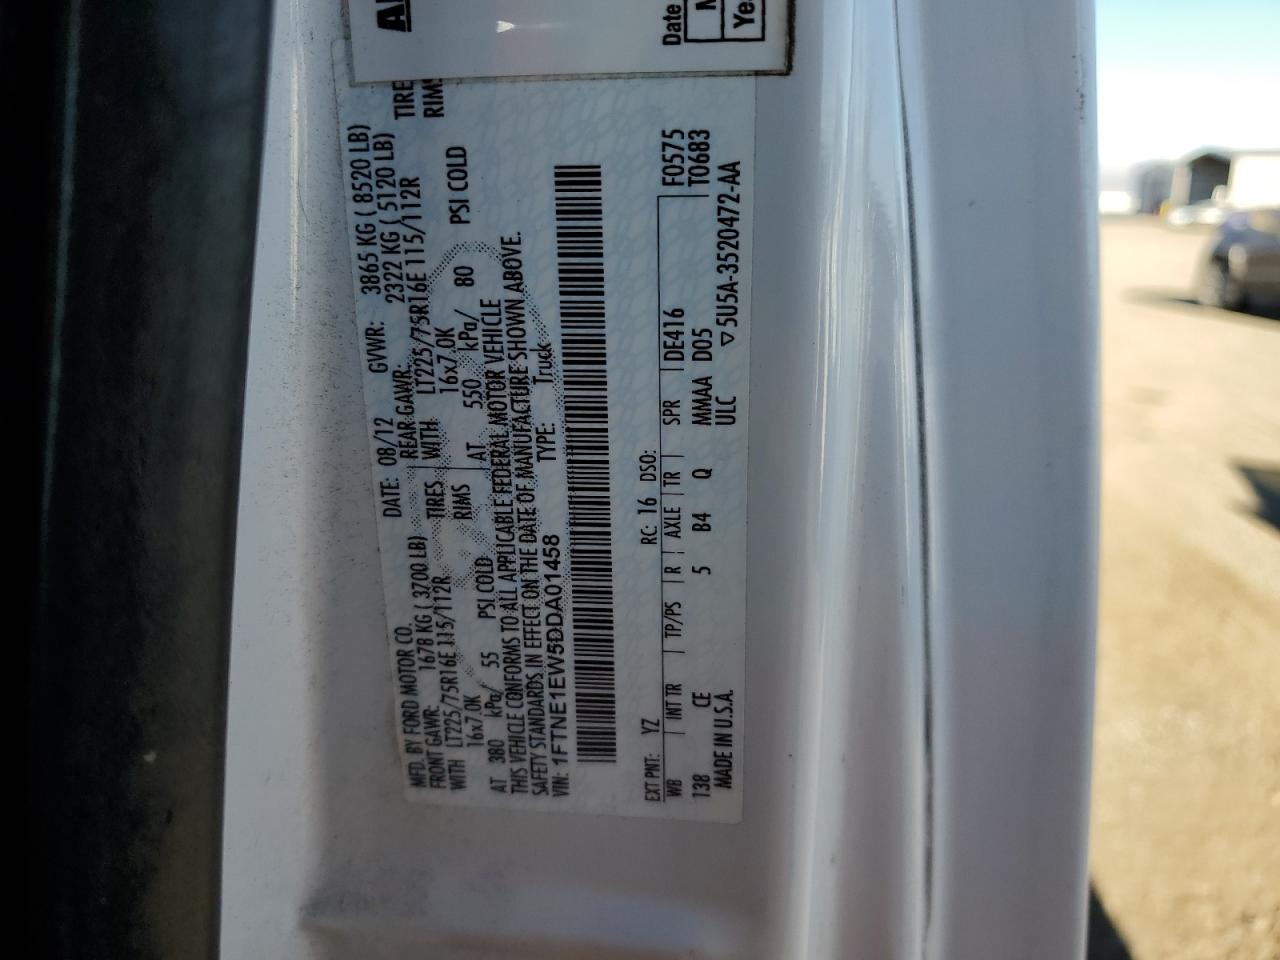 AL
Date
M
Yea
MFD. BY FORD MOTOR CO. DATE: 08/12 GVWR: 3865 KG ( 8520 LB)
FRONT GAWR: 1678 KG ( 3700 LB) REAR GAWR: 2322 KG ( 5120 LB)
WITH LT225/75R16E 115/112R TIRES WITH LT225/75R16E 115/112R TIRE
16x7.0K RIMS 16x7.0K RIMS
AT 380 kPa/ 55 PSI COLD AT 550 kPa/ 80 PSI COLD
THIS VEHICLE CONFORMS TO ALL APPLICABLE FEDERAL MOTOR VEHICLE
SAFETY STANDARDS IN EFFECT ON THE DATE OF MANUFACTURE SHOWN ABOVE.
VIN: 1FTNE1EW5DDA01458 TYPE: Truck
EXT PNT: YZ RC: 16 DSO: F0575
WB INT TR TP/PS R AXLE TR SPR DE416 T0683
138 CE 5 B4 Q MMAA D05
MADE IN U.S.A. ULC ▽5U5A-3520472-AA